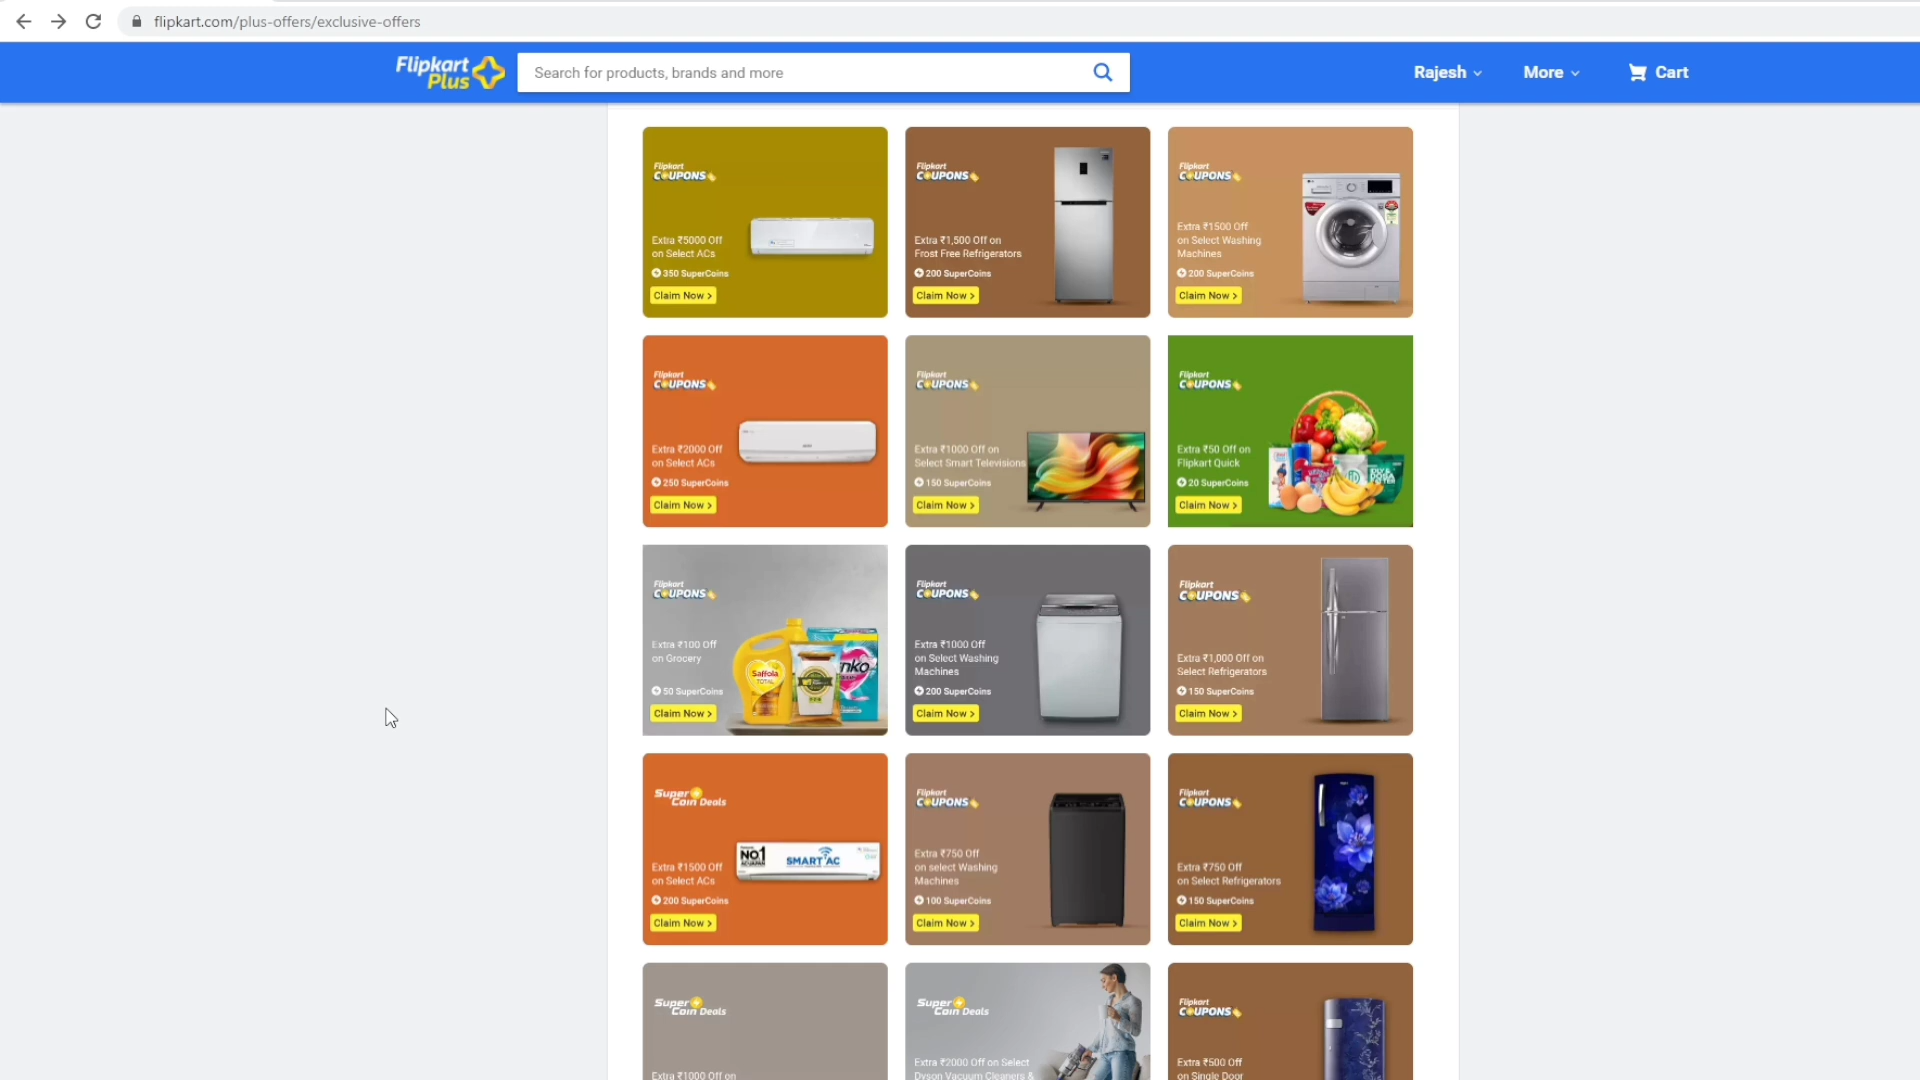 flipkart.com/plus-offers/exclusive-offers
Flipkart
Plus
Search for products, brands and more
Rajesh
More
Cart
Flipkart
COUPONS
Extra ₹5000 Off
on Select ACs
350 SuperCoins
Claim Now >
Flipkart
COUPONS
Extra ₹1,500 Off on
Frost Free Refrigerators
200 SuperCoins
Claim Now >
Flipkart
COUPONS
Extra ₹1500 Off
on Select Washing
Machines
200 SuperCoins
Claim Now >
Flipkart
COUPONS
Extra ₹2000 Off
on Select ACs
250 SuperCoins
Claim Now >
Flipkart
COUPONS
Extra ₹1000 Off on
Select Smart Televisions
150 SuperCoins
Claim Now >
Flipkart
COUPONS
Extra ₹50 Off on
Flipkart Quick
20 SuperCoins
Claim Now >
Flipkart
COUPONS
Extra ₹100 Off
on Grocery
50 SuperCoins
Claim Now >
Saffola
TOTAL
Flipkart
COUPONS
Extra ₹1000 Off
on Select Washing
Machines
200 SuperCoins
Claim Now >
Flipkart
COUPONS
Extra ₹1,000 Off on
Select Refrigerators
150 SuperCoins
Claim Now >
Super
Coin Deals
Extra ₹1500 Off
on Select ACs
200 SuperCoins
Claim Now >
NO.1
SMART AC
Flipkart
COUPONS
Extra ₹750 Off
on select Washing
Machines
100 SuperCoins
Claim Now >
Flipkart
COUPONS
Extra ₹750 Off
on Select Refrigerators
150 SuperCoins
Claim Now >
Super
Coin Deals
Extra ₹1000 Off on
Super
Coin Deals
Extra ₹2000 Off on Select
Dyson Vacuum Cleaners &
Flipkart
COUPONS
Extra ₹500 Off
on Single Door